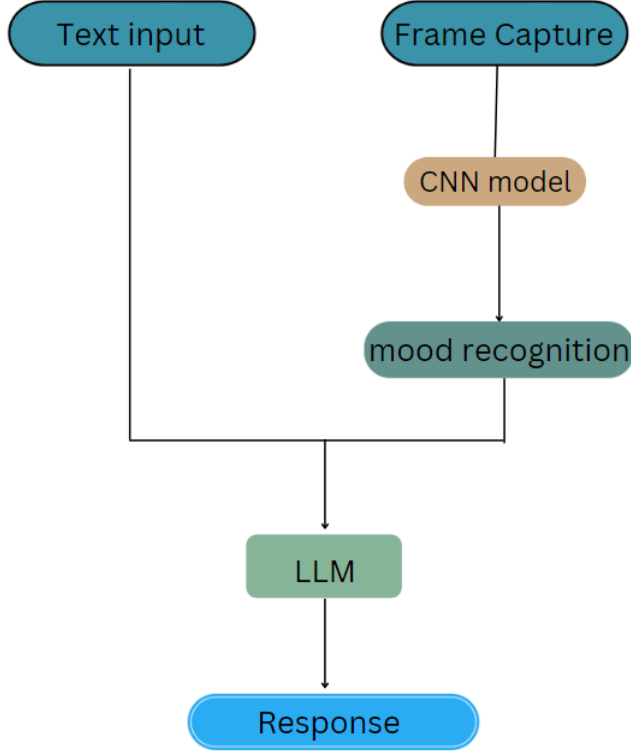 Text input
Frame Capture
CNN model
mood recognition
LLM
Response